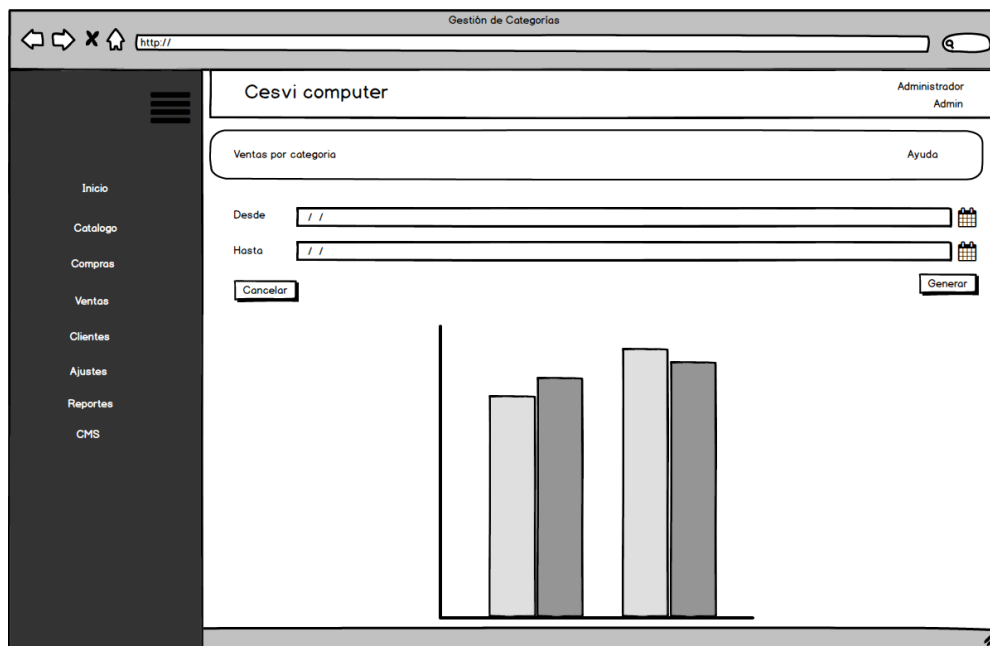 Gestión de Categorías
http://
Cesvi computer
Administrador
Admin
Ventas por categoria
Ayuda
Inicio
Catalogo
Compras
Ventas
Clientes
Ajustes
Reportes
CMS
Desde
/ /
Hasta
/ /
Cancelar
Generar